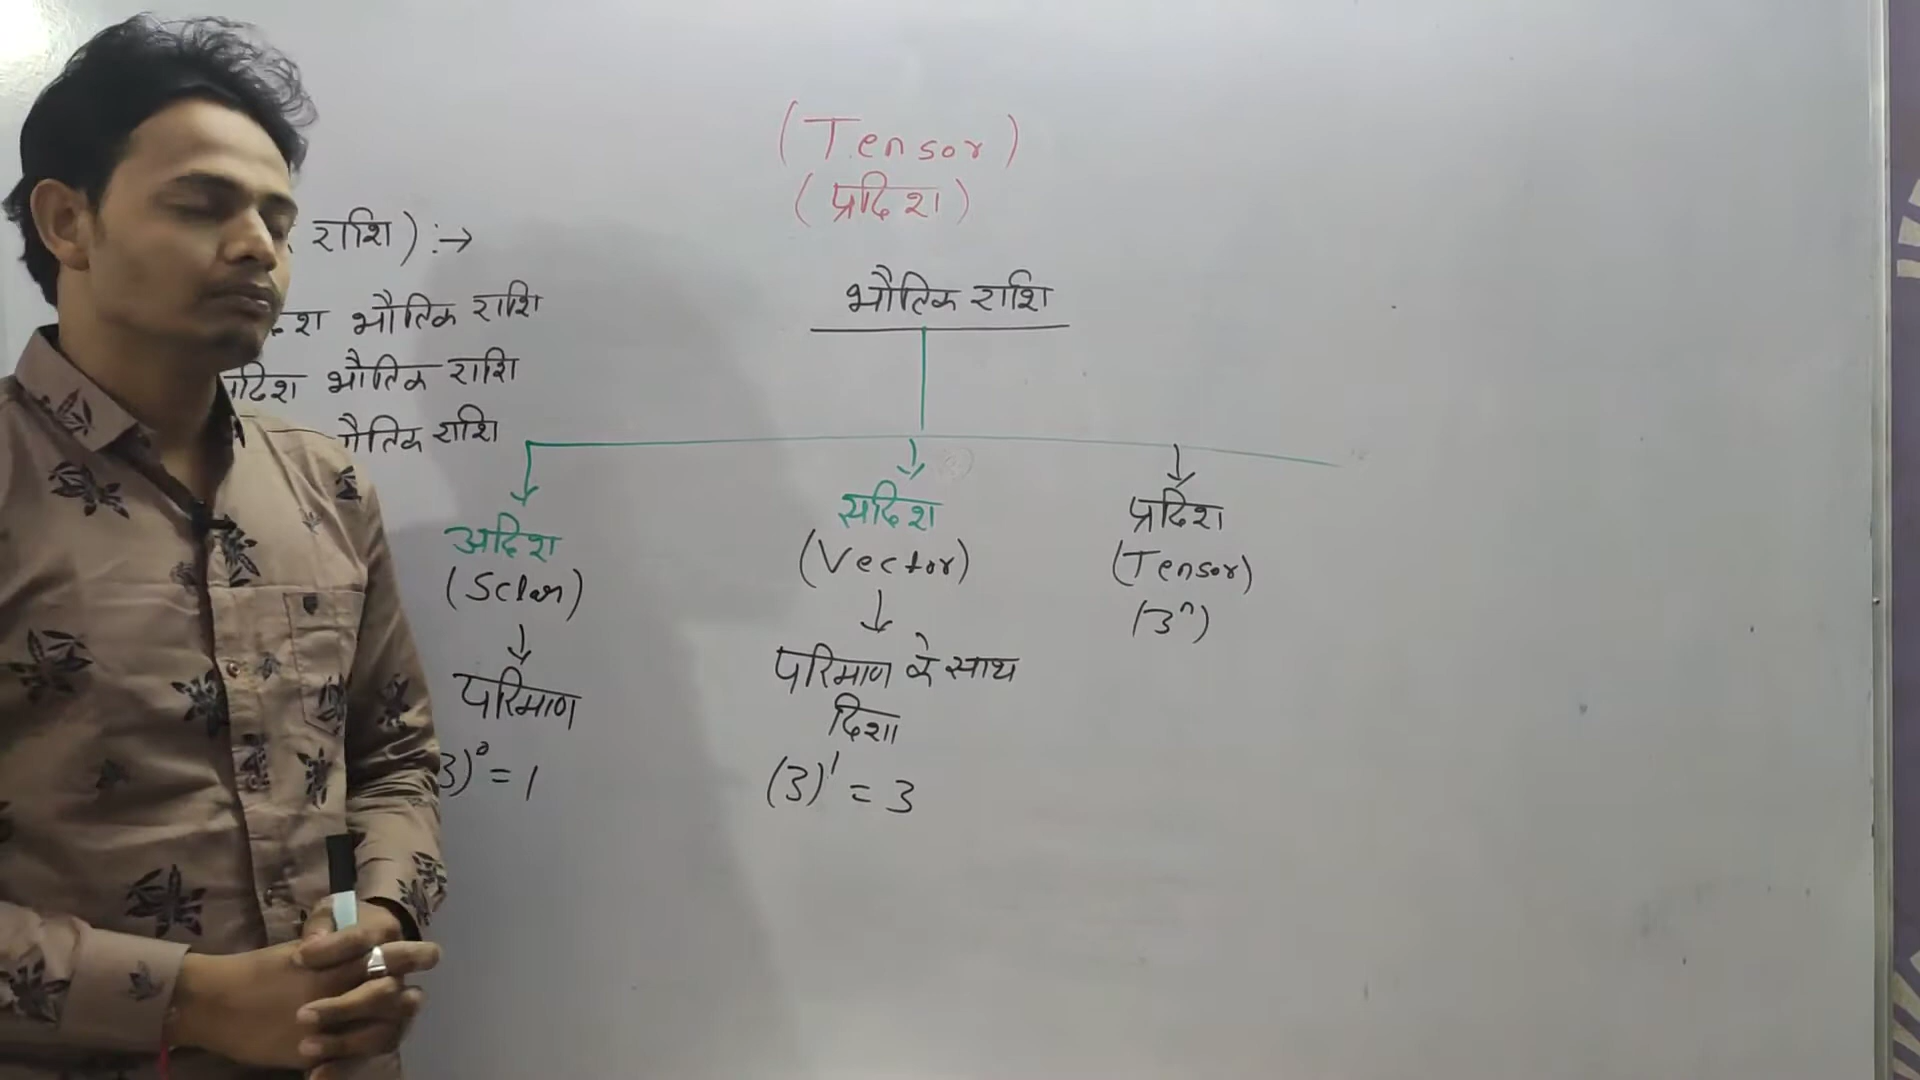 (Tensor)
(प्रदिश)
राशि) :→
भौतिक राशि
भौतिक राशि
राशि
भौतिक राशि
अदिश
(Sclar)
परिमाण
3)⁰ = 1
सदिश
(Vector)
परिमाण के साथ
दिशा
(3)¹ = 3
प्रदिश
(Tensor)
(3ⁿ)